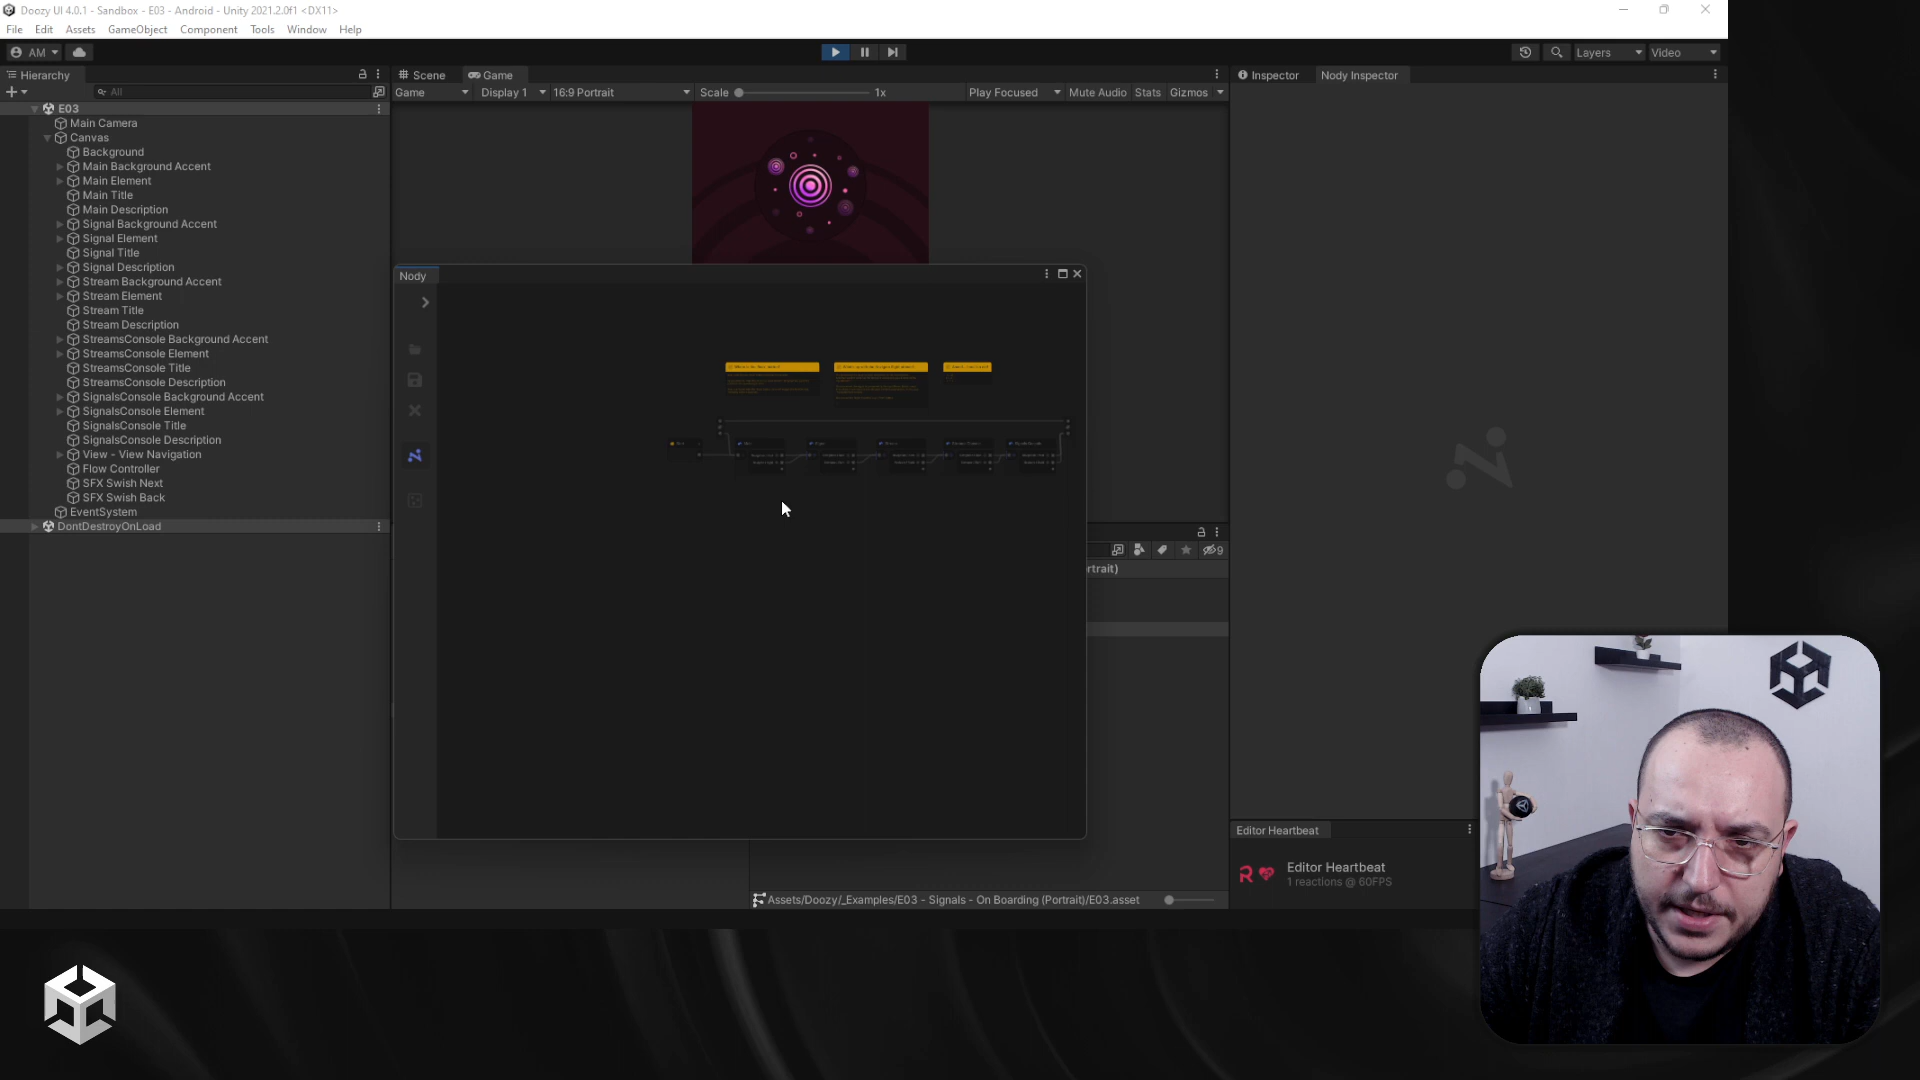 Doozy UI 4.0.1 - Sandbox - E03 - Android - Unity 2021.2.0f1 <DX11>
File Edit Assets GameObject Component Tools Window Help
AM
Layers
Video
Hierarchy
All
E03
Main Camera
Canvas
Background
Main Background Accent
Main Element
Main Title
Main Description
Signal Background Accent
Signal Element
Signal Title
Signal Description
Stream Background Accent
Stream Element
Stream Title
Stream Description
StreamsConsole Background Accent
StreamsConsole Element
StreamsConsole Title
StreamsConsole Description
SignalsConsole Background Accent
SignalsConsole Element
SignalsConsole Title
SignalsConsole Description
View - View Navigation
Flow Controller
SFX Swish Next
SFX Swish Back
EventSystem
DontDestroyOnLoad
Scene
Game
Game
Display 1
16:9 Portrait
Scale
1x
Play Focused
Mute Audio
Stats
Gizmos
Nody
9
rtrait)
Assets/Doozy/_Examples/E03 - Signals - On Boarding (Portrait)/E03.asset
Inspector
Nody Inspector
Editor Heartbeat
Editor Heartbeat
1 reactions @ 60FPS